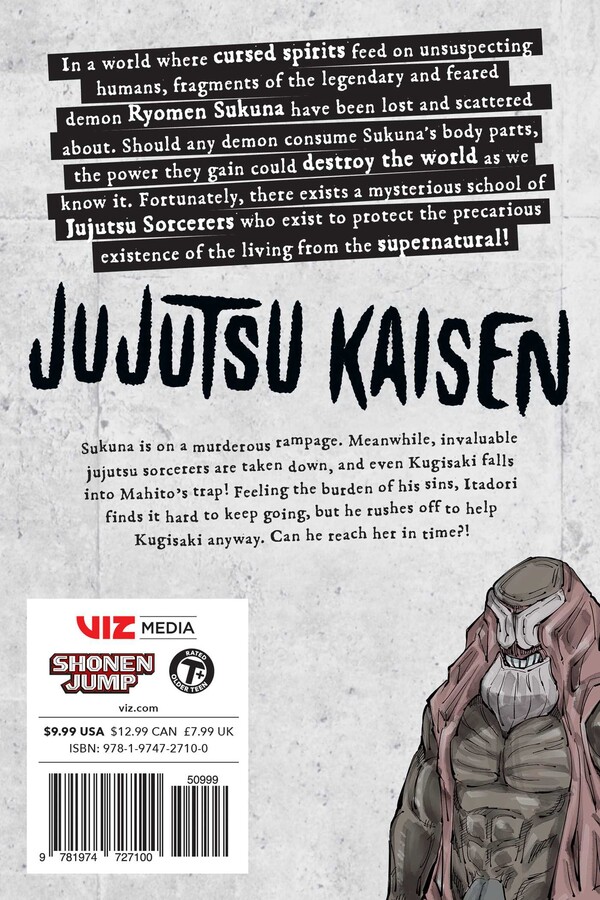 In a world where cursed spirits feed on unsuspecting
humans, fragments of the legendary and feared
demon Ryomen Sukuna have been lost and scattered
about. Should any demon consume Sukuna's body parts,
the power they gain could destroy the world as we
know it. Fortunately, there exists a mysterious school of
Jujutsu Sorcerers who exist to protect the precarious
existence of the living from the supernatural!
JUJUTSU KAISEN
Sukuna is on a murderous rampage. Meanwhile, invaluable
jujutsu sorcerers are taken down, and even Kugisaki falls
into Mahito's trap! Feeling the burden of his sins, Itadori
finds it hard to keep going, but he rushes off to help
Kugisaki anyway. Can he reach her in time?!
VIZ MEDIA
SHONEN
JUMP
RATED
T+
OLDER TEEN
viz.com
$9.99 USA $12.99 CAN £7.99 UK
ISBN: 978-1-9747-2710-0
50999
9 781974 727100